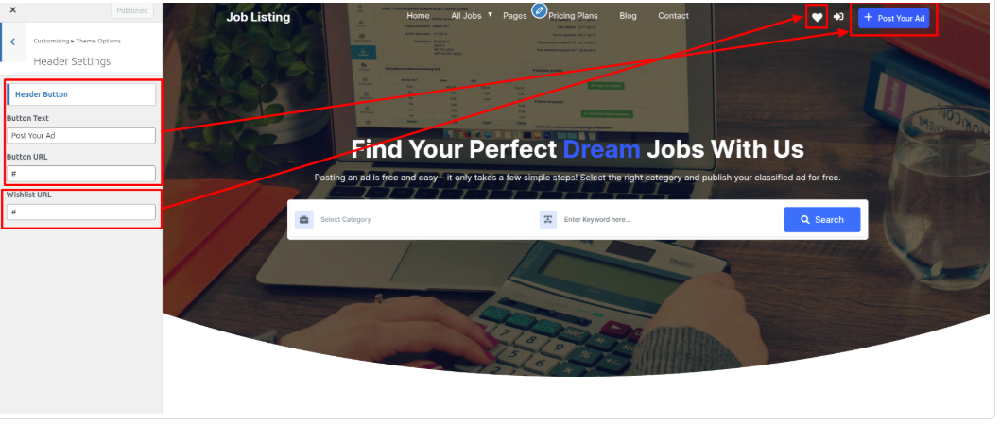 Published
Customizing ▸ Theme Options
Header Settings
Header Button
Button Text
Post Your Ad
Button URL
#
Wishlist URL
#
Job Listing
Home All Jobs ▼ Pages Pricing Plans Blog Contact
+ Post Your Ad
Find Your Perfect Dream Jobs With Us
Posting an ad is free and easy – it only takes a few simple steps! Select the right category and publish your classified ad for free.
Select Category
Enter Keyword here...
Search